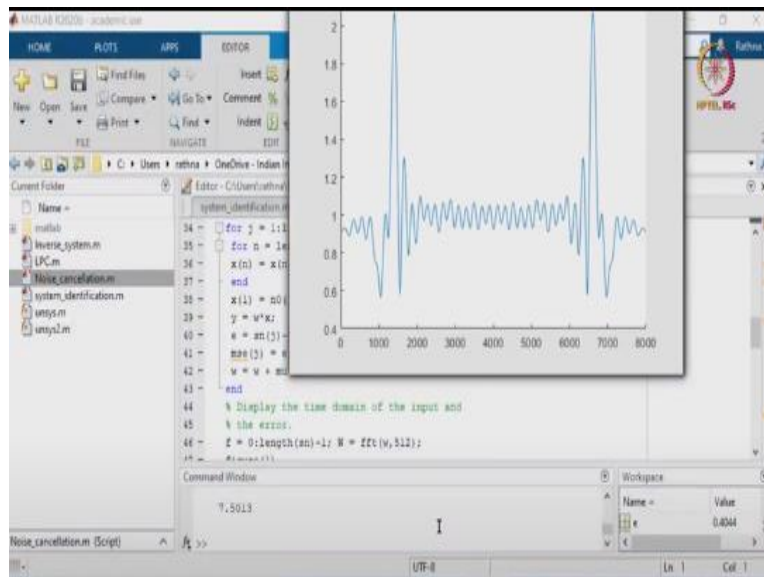 MATLAB R2020b - academic use
HOME PLOTS APPS EDITOR
Rathna
New Open Save
Find Files
Compare
Print
Go To
Find
Insert
Comment
Indent
FILE NAVIGATE EDIT
C: Users rathna OneDrive - Indian In
Current Folder
Name
matlab
Inverse_system.m
LPC.m
Noise_cancellation.m
system_identification.m
unsys.m
unsys2.m
Noise_cancellation.m (Script)
Editor - C:\Users\rathna\
system_identification.m
34 - for j = 1:1
35 - for n = le
36 - x(n) = x(n
37 - end
38 - x(1) = n0(
39 - y = w*x;
40 - e = sn(j)-
41 - mse(j) = e
42 - w = w + mu
43 - end
44 % Display the time domain of the input and
45 % the error.
46 - f = 0:length(sn)-1; W = fft(w,512);
2
1.8
1.6
1.4
1.2
1
0.8
0.6
0.4
0 1000 2000 3000 4000 5000 6000 7000 8000
NPTEL, IISc
Command Window
7.5013
fx >>
Workspace
Name Value
e 0.4044
UTF-8 Ln 1 Col 1